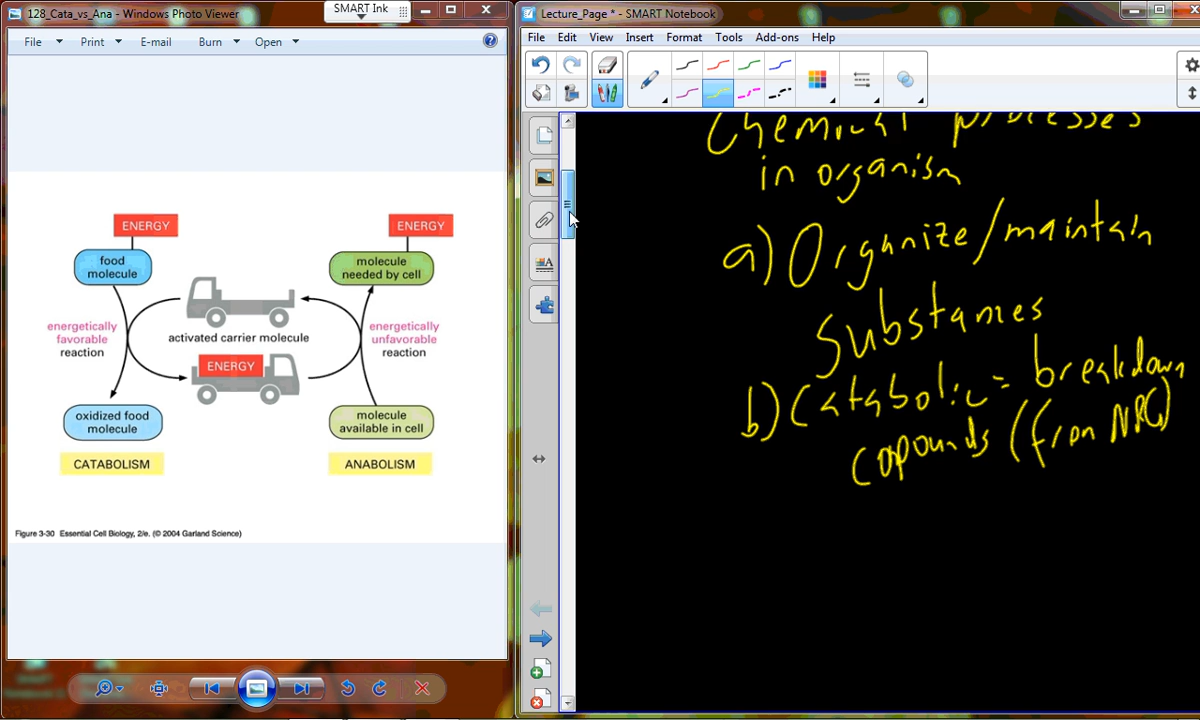 128_Cata_vs_Ana - Windows Photo Viewer
SMART Ink
File Print E-mail Burn Open
ENERGY
ENERGY
food
molecule
molecule
needed by cell
energetically
favorable
reaction
activated carrier molecule
energetically
unfavorable
reaction
ENERGY
oxidized food
molecule
molecule
available in cell
CATABOLISM
ANABOLISM
Figure 3-30 Essential Cell Biology, 2/e. (© 2004 Garland Science)
Lecture_Page * - SMART Notebook
File Edit View Insert Format Tools Add-ons Help
Chemical processes
in organism
a) Organize/maintain
Substances
b) Catabolic = breakdown
copounds (from